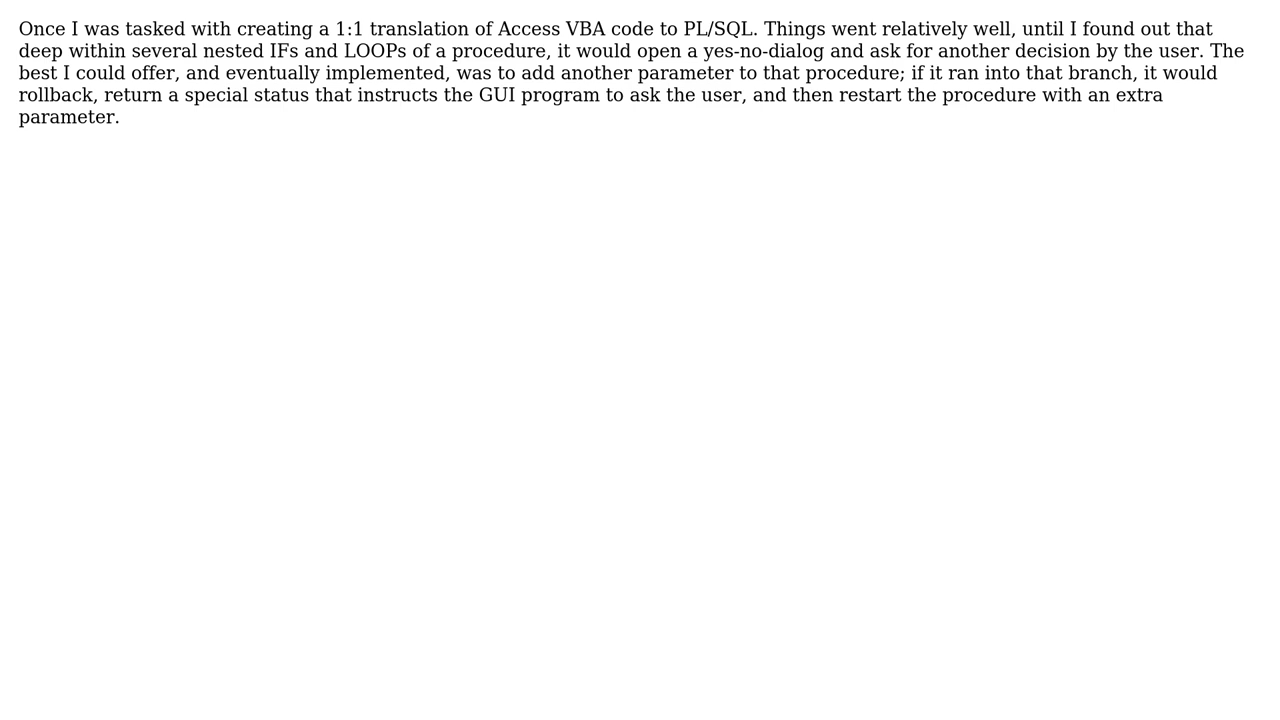 Once I was tasked with creating a 1:1 translation of Access VBA code to PL/SQL. Things went relatively well, until I found out that
deep within several nested IFs and LOOPs of a procedure, it would open a yes-no-dialog and ask for another decision by the user. The
best I could offer, and eventually implemented, was to add another parameter to that procedure; if it ran into that branch, it would
rollback, return a special status that instructs the GUI program to ask the user, and then restart the procedure with an extra
parameter.